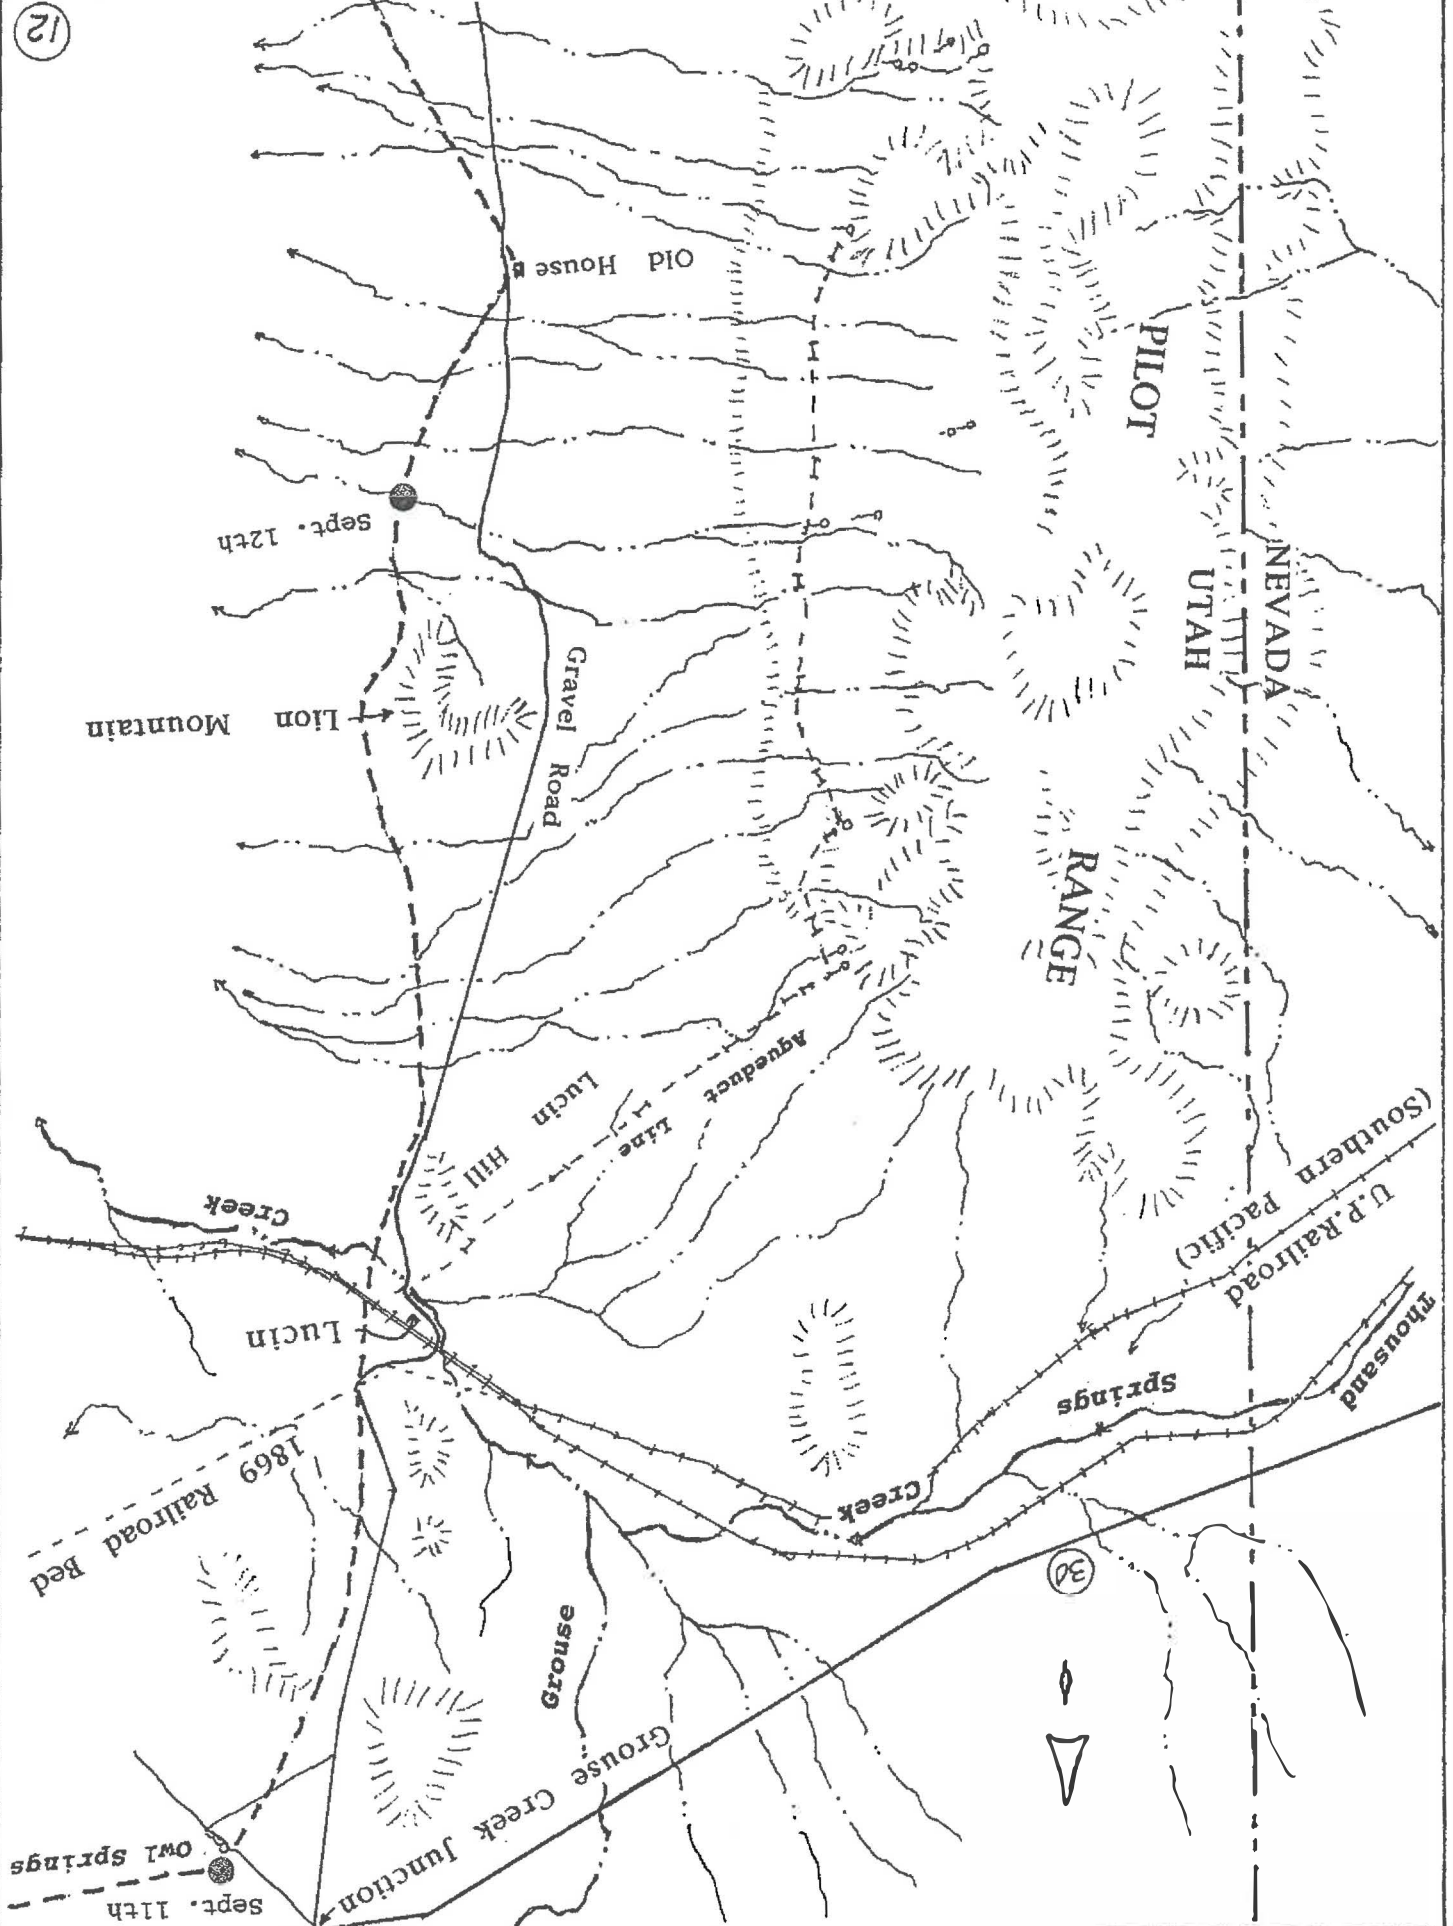 Sept. 11th
Owl Springs
Grouse Creek Junction
30
Grouse
1869 Railroad Bed
Creek
Thousand
Springs
Lucin
U.P. Railroad
(Southern Pacific)
Creek
Lucin Hill
Aqueduct Line
RANGE
Gravel Road
Lion Mountain
NEVADA
UTAH
Sept. 12th
PILOT
Old House
12